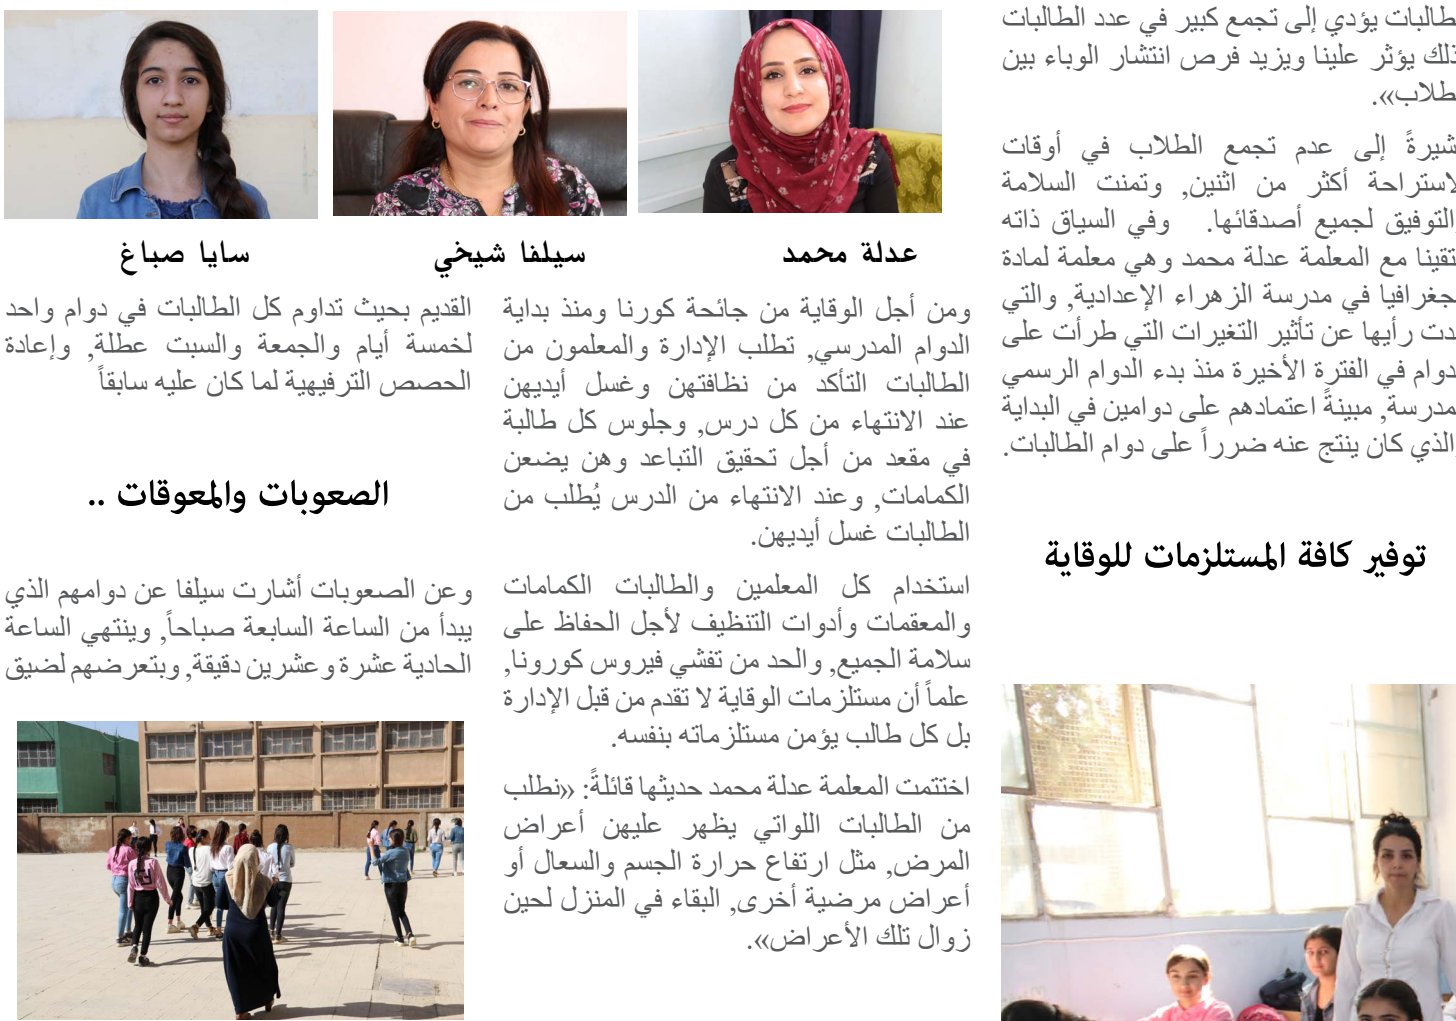 طالبات يؤدي إلى تجمع كبير في عدد الطالبات
ذلك يؤثر علينا ويزيد فرص انتشار الوباء بين
طلاب».
شيرةً إلى عدم تجمع الطلاب في أوقات
لاستراحة أكثر من اثنين, وتمنت السلامة
التوفيق لجميع أصدقائها. وفي السياق ذاته
تقينا مع المعلمة عدلة محمد وهي معلمة لمادة
جغرافيا في مدرسة الزهراء الإعدادية, والتي
دت رأيها عن تأثير التغيرات التي طرأت على
دوام في الفترة الأخيرة منذ بدء الدوام الرسمي
مدرسة, مبينةً اعتمادهم على دوامين في البداية
الذي كان ينتج عنه ضرراً على دوام الطالبات.
توفير كافة المستلزمات للوقاية
عدلة محمد
سيلفا شيخي
سايا صباغ
ومن أجل الوقاية من جائحة كورنا ومنذ بداية
الدوام المدرسي, تطلب الإدارة والمعلمون من
الطالبات التأكد من نظافتهن وغسل أيديهن
عند الانتهاء من كل درس, وجلوس كل طالبة
في مقعد من أجل تحقيق التباعد وهن يضعن
الكمامات, وعند الانتهاء من الدرس يُطلب من
الطالبات غسل أيديهن.
استخدام كل المعلمين والطالبات الكمامات
والمعقمات وأدوات التنظيف لأجل الحفاظ على
سلامة الجميع, والحد من تفشي فيروس كورونا,
علماً أن مستلزمات الوقاية لا تقدم من قبل الإدارة
بل كل طالب يؤمن مستلزماته بنفسه.
اختتمت المعلمة عدلة محمد حديثها قائلةً: «نطلب
من الطالبات اللواتي يظهر عليهن أعراض
المرض, مثل ارتفاع حرارة الجسم والسعال أو
أعراض مرضية أخرى, البقاء في المنزل لحين
زوال تلك الأعراض».
القديم بحيث تداوم كل الطالبات في دوام واحد
لخمسة أيام والجمعة والسبت عطلة, وإعادة
الحصص الترفيهية لما كان عليه سابقاً
الصعوبات والمعوقات ..
وعن الصعوبات أشارت سيلفا عن دوامهم الذي
يبدأ من الساعة السابعة صباحاً, وينتهي الساعة
الحادية عشرة وعشرين دقيقة, وبتعرضهم لضيق